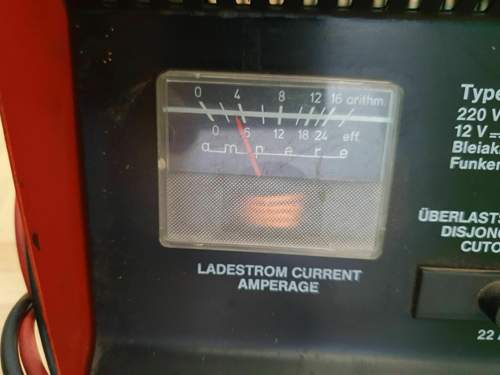 0 4 8 12 16 arithm.
0 6 12 18 24 eff.
ampere
LADESTROM CURRENT
AMPERAGE
Type
220 V
12 V
Bleiak
Funken
ÜBERLASTS
DISJONC
CUTO
22 A